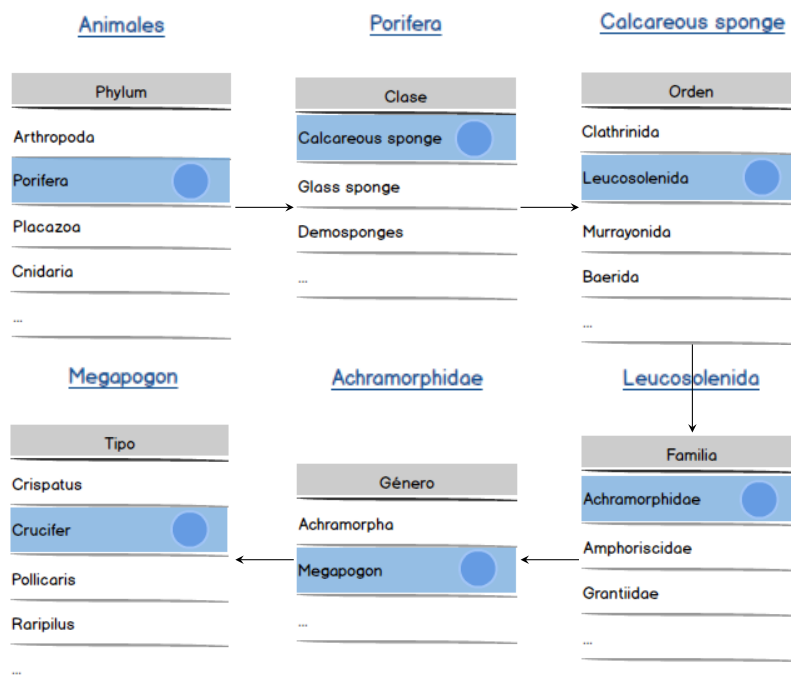 Animales
Phylum
Arthropoda
Porifera
Placazoa
Cnidaria
...
Porifera
Clase
Calcareous sponge
Glass sponge
Demosponges
...
Calcareous sponge
Orden
Clathrinida
Leucosolenida
Murrayonida
Baerida
...
Leucosolenida
Familia
Achramorphidae
Amphoriscidae
Grantiidae
...
Achramorphidae
Género
Achramorpha
Megapogon
...
Megapogon
Tipo
Crispatus
Crucifer
Pollicaris
Raripilus
...